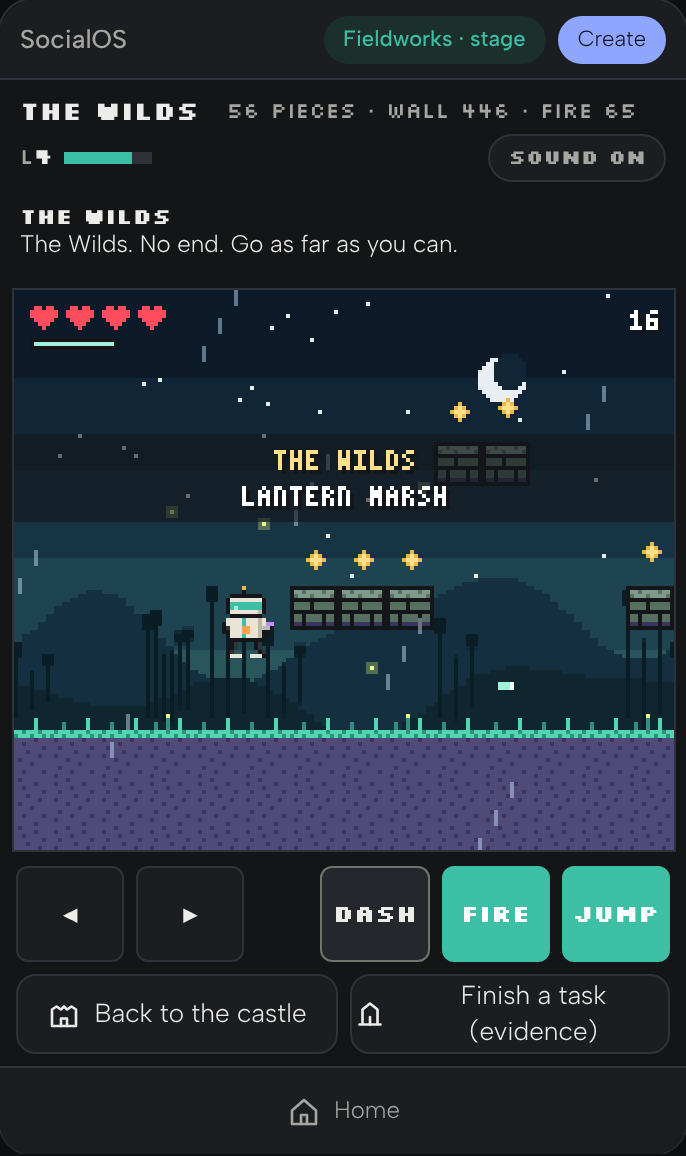 SocialOS
Fieldworks · stage
Create
THE WILDS 56 PIECES · WALL 446 · FIRE 65
L4
SOUND ON
THE WILDS
The Wilds. No end. Go as far as you can.
16
THE WILDS
LANTERN MARSH
◄ ► DASH FIRE JUMP
Back to the castle
Finish a task
(evidence)
Home